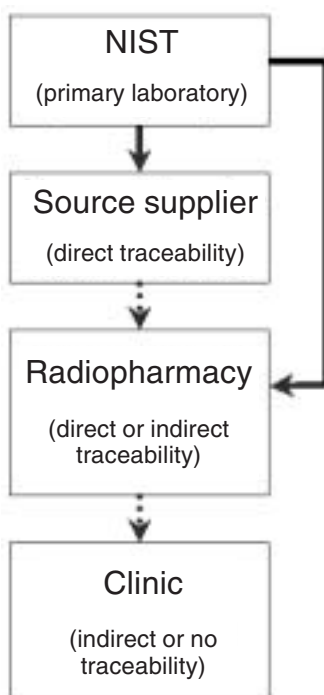 NIST
(primary laboratory)
Source supplier
(direct traceability)
Radiopharmacy
(direct or indirect
traceability)
Clinic
(indirect or no
traceability)